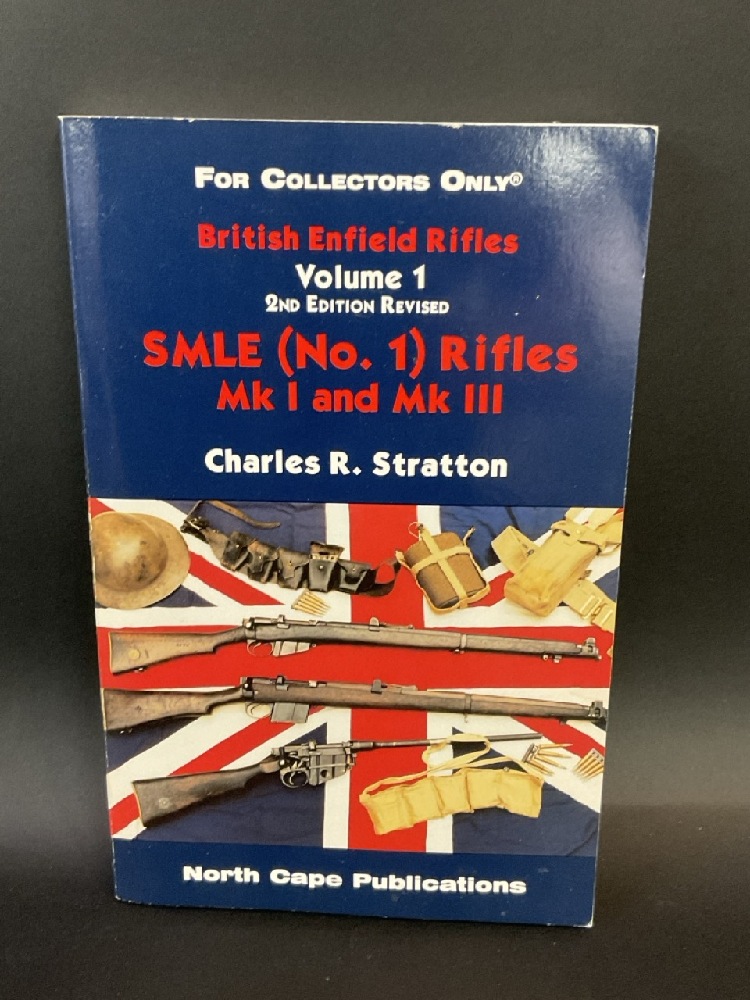 For Collectors Only®
British Enfield Rifles
Volume 1
2nd Edition Revised
SMLE (No. 1) Rifles
Mk I and Mk III
Charles R. Stratton
North Cape Publications